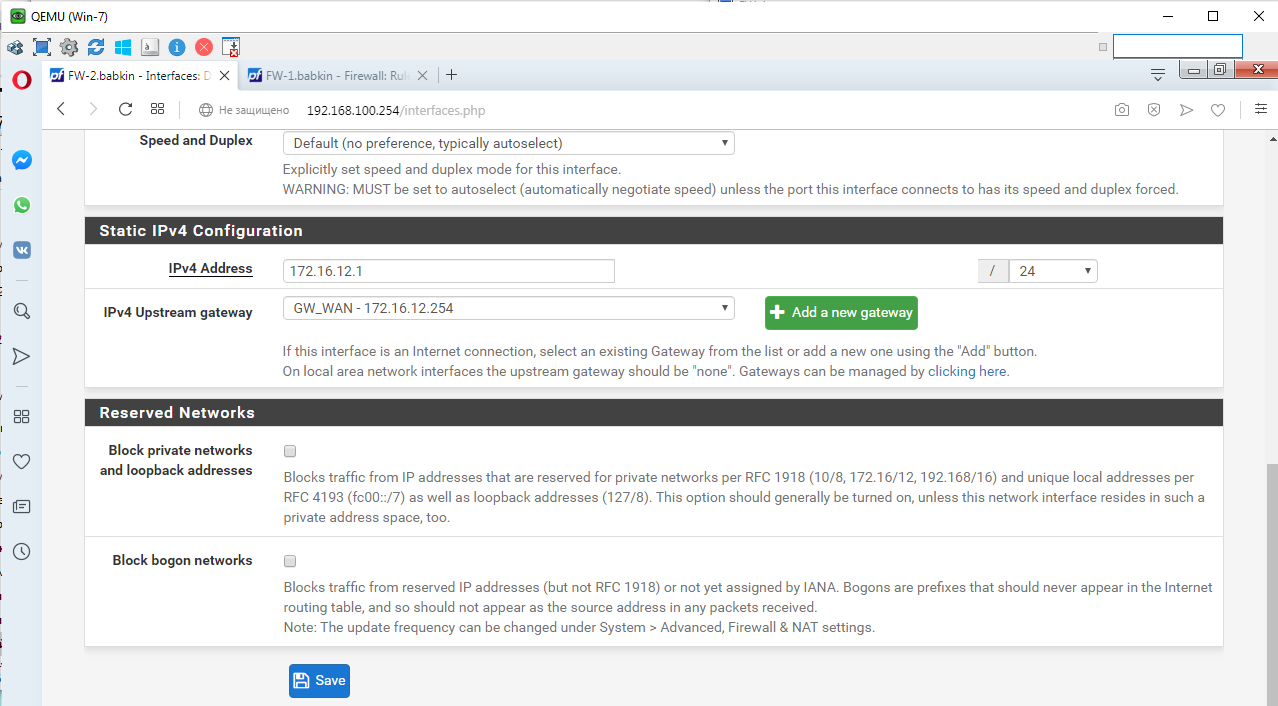 QEMU (Win-7)
FW-2.babkin - Interfaces: D
FW-1.babkin - Firewall: Rul
Не защищено 192.168.100.254/interfaces.php
Speed and Duplex
Default (no preference, typically autoselect)
Explicitly set speed and duplex mode for this interface.
WARNING: MUST be set to autoselect (automatically negotiate speed) unless the port this interface connects to has its speed and duplex forced.
Static IPv4 Configuration
IPv4 Address
172.16.12.1
/ 24
IPv4 Upstream gateway
GW_WAN - 172.16.12.254
Add a new gateway
If this interface is an Internet connection, select an existing Gateway from the list or add a new one using the "Add" button.
On local area network interfaces the upstream gateway should be "none". Gateways can be managed by clicking here.
Reserved Networks
Block private networks
and loopback addresses
Blocks traffic from IP addresses that are reserved for private networks per RFC 1918 (10/8, 172.16/12, 192.168/16) and unique local addresses per
RFC 4193 (fc00::/7) as well as loopback addresses (127/8). This option should generally be turned on, unless this network interface resides in such a
private address space, too.
Block bogon networks
Blocks traffic from reserved IP addresses (but not RFC 1918) or not yet assigned by IANA. Bogons are prefixes that should never appear in the Internet
routing table, and so should not appear as the source address in any packets received.
Note: The update frequency can be changed under System > Advanced, Firewall & NAT settings.
Save